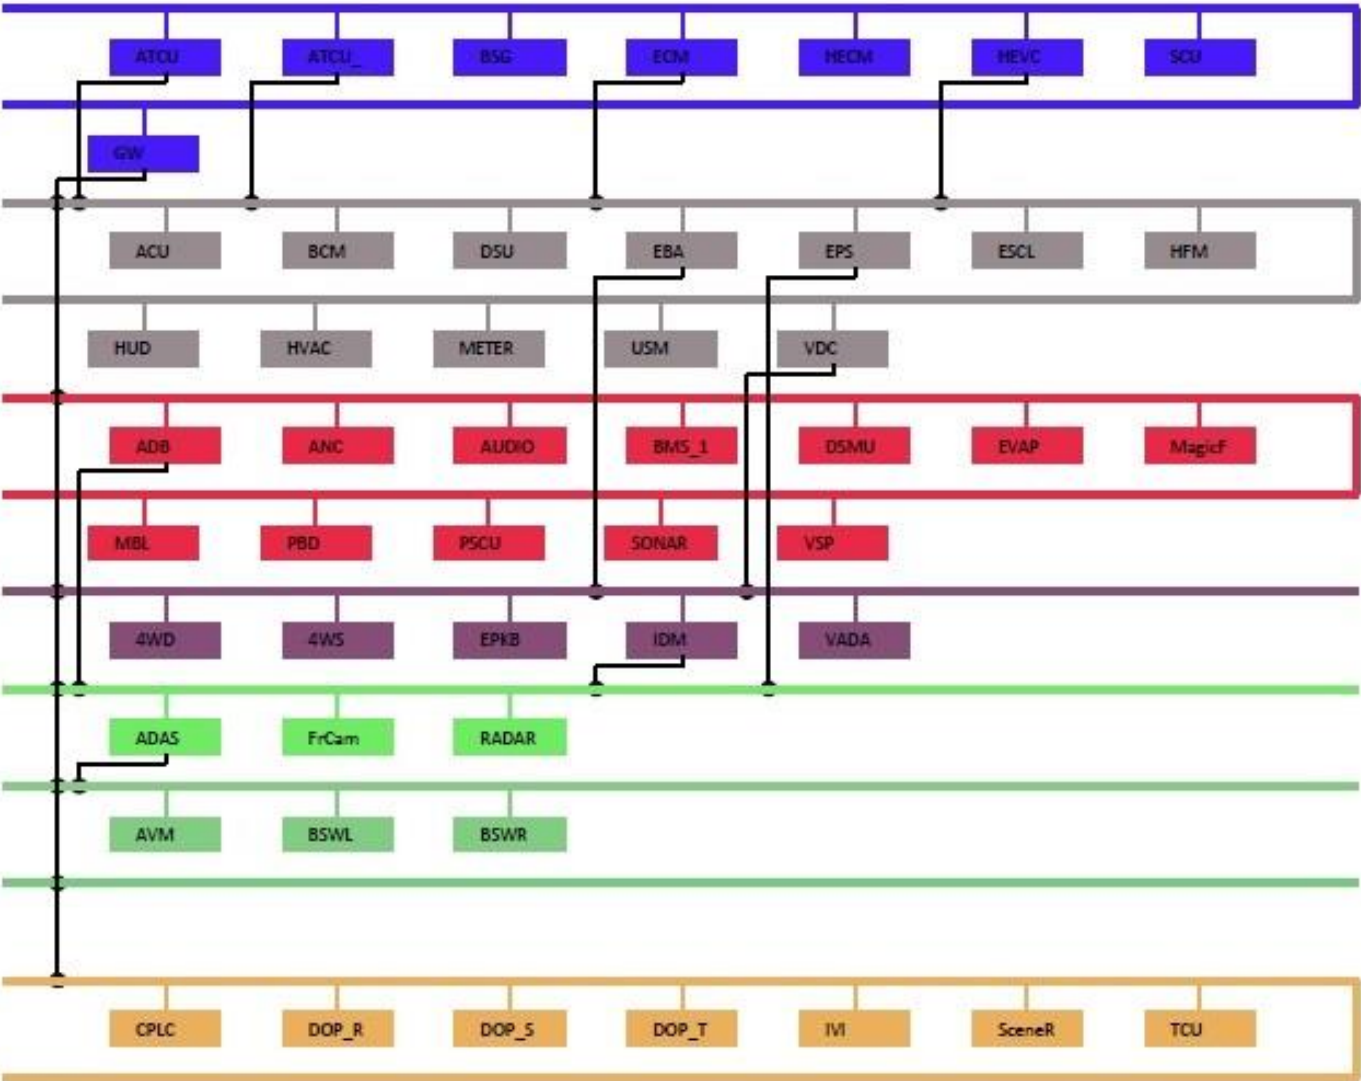 ATCU ATCU_ BSG ECM HECM HEVC SCU
GW
ACU BCM DSU EBA EPS ESCL HFM
HUD HVAC METER USM VDC
ADB ANC AUDIO BMS_1 DSMU EVAP MagicF
MBL PBD PSCU SONAR VSP
4WD 4WS EPKB IDM VADA
ADAS FrCam RADAR
AVM BSWL BSWR
CPLC DOP_R DOP_S DOP_T IVI SceneR TCU